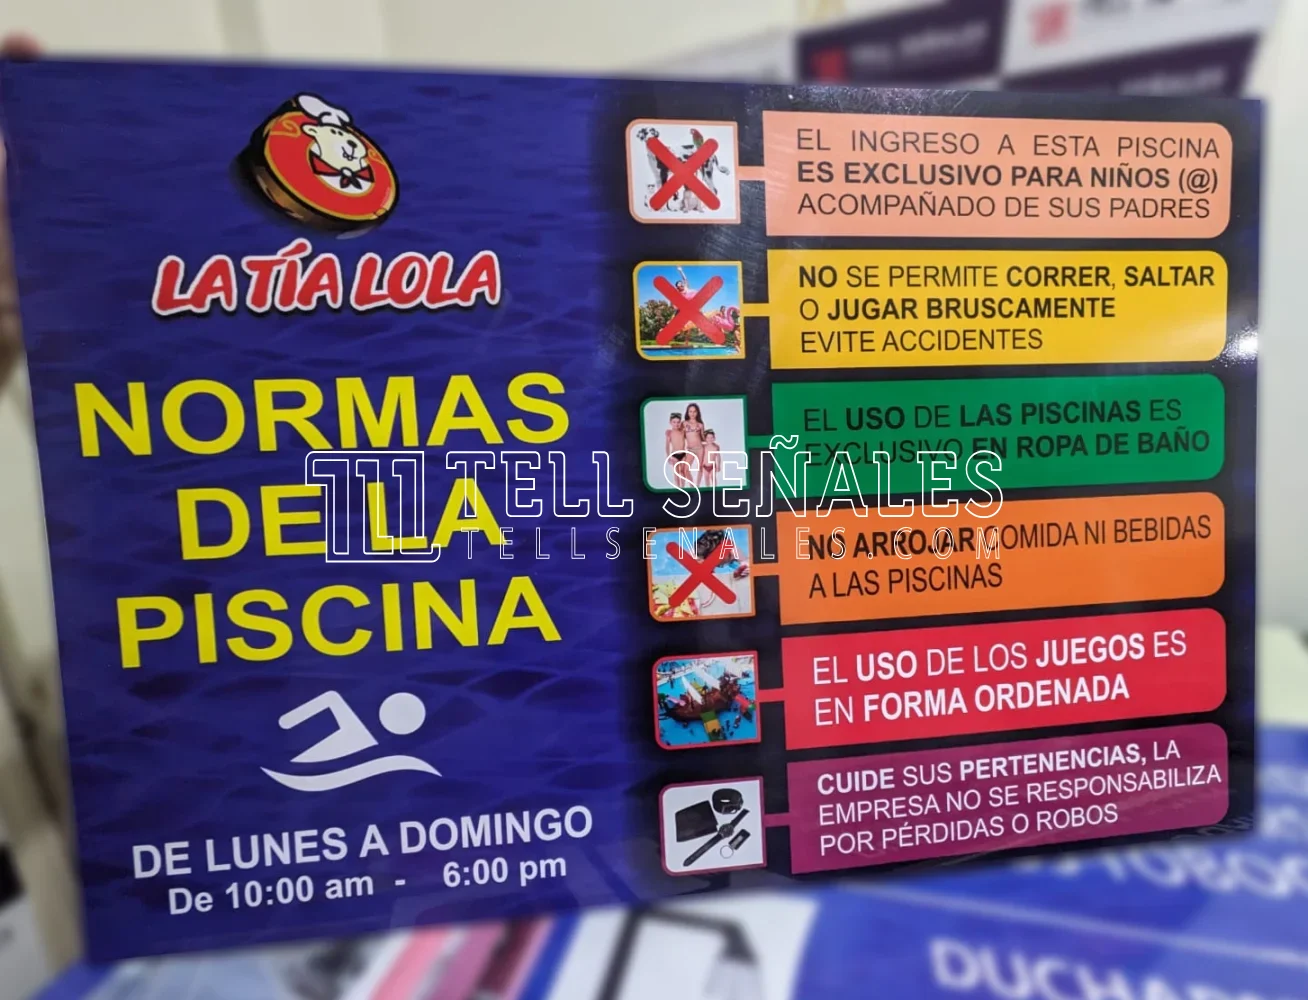 LA TÍA LOLA
NORMAS
DE LA
PISCINA
DE LUNES A DOMINGO
De 10:00 am - 6:00 pm
EL INGRESO A ESTA PISCINA
ES EXCLUSIVO PARA NIÑOS (@)
ACOMPAÑADO DE SUS PADRES
NO SE PERMITE CORRER, SALTAR
O JUGAR BRUSCAMENTE
EVITE ACCIDENTES
EL USO DE LAS PISCINAS ES
EXCLUSIVO EN ROPA DE BAÑO
NO ARROJAR COMIDA NI BEBIDAS
A LAS PISCINAS
EL USO DE LOS JUEGOS ES
EN FORMA ORDENADA
CUIDE SUS PERTENENCIAS, LA
EMPRESA NO SE RESPONSABILIZA
POR PÉRDIDAS O ROBOS
TELL SEÑALES
TELLSENALES.COM